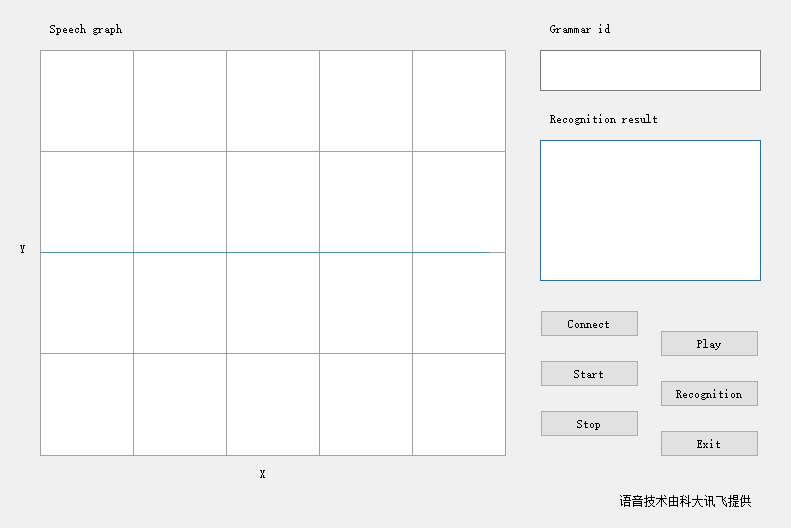 Speech graph
Grammar id
Recognition result
Y
Connect
Play
Start
Recognition
Stop
Exit
X
语音技术由科大讯飞提供